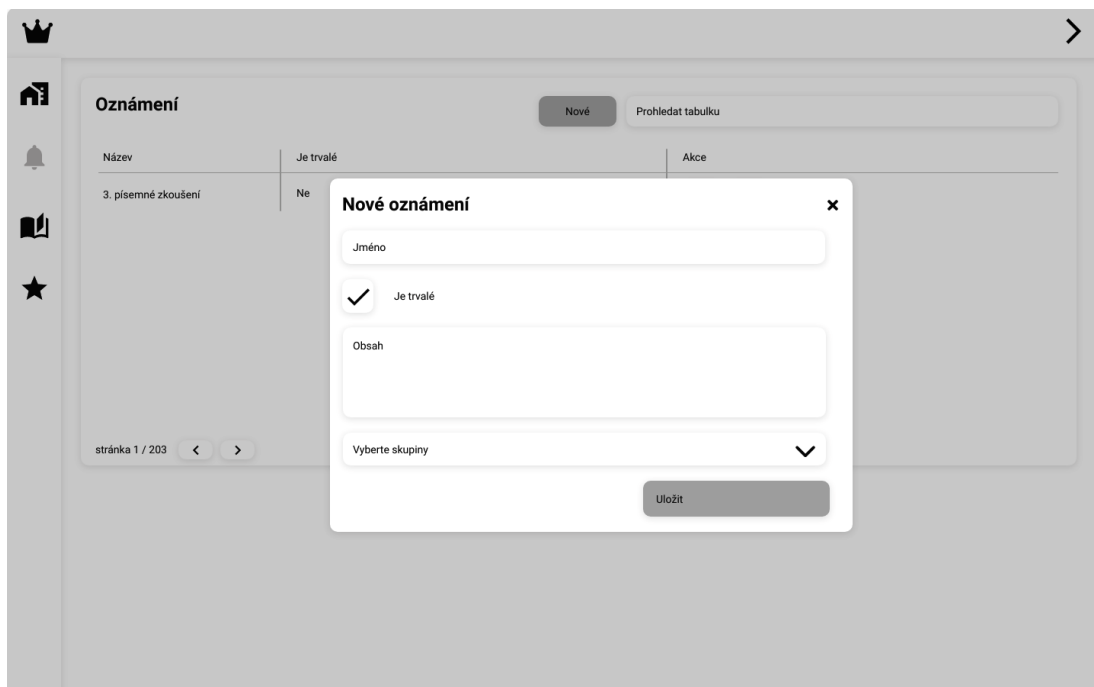 Oznámení
Nové
Prohledat tabulku
Název
Je trvalé
Akce
3. písemné zkoušení
Ne
Nové oznámení
Jméno
Je trvalé
Obsah
Vyberte skupiny
Uložit
stránka 1 / 203